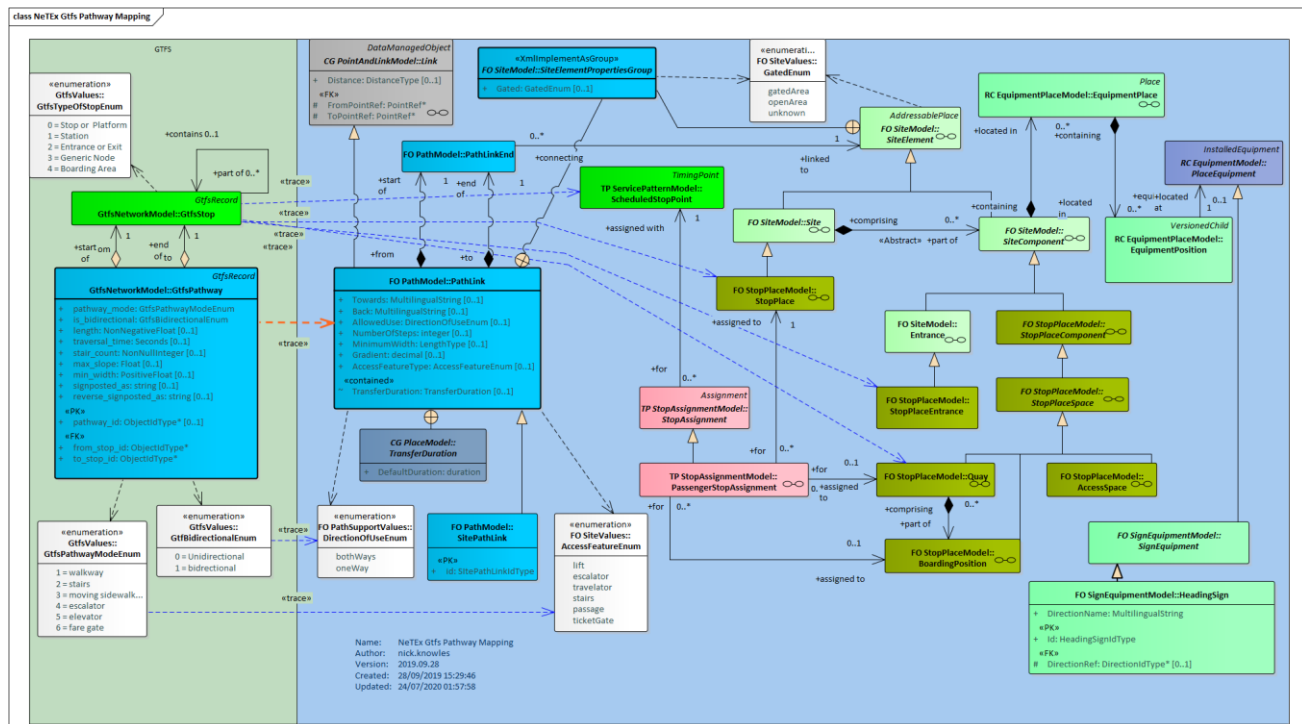 class NeTEx Gtfs Pathway Mapping
GTFS
«enumeration»
GtfsValues::
GtfsTypeOfStopEnum
0 = Stop or Platform
1 = Station
2 = Entrance or Exit
3 = Generic Node
4 = Boarding Area
+contains 0..1
+part of 0..*
«trace»
GtfsRecord
GtfsNetworkModel::GtfsStop
«trace»
«trace»
«trace»
1
1
+start
of
om
+end
of
to
GtfsRecord
GtfsNetworkModel::GtfsPathway
+ pathway_mode: GtfsPathwayModeEnum
+ is_bidirectional: GtfsBidirectionalEnum
+ length: NonNegativeFloat [0..1]
+ traversal_time: Seconds [0..1]
+ stair_count: NonNullInteger [0..1]
+ max_slope: Float [0..1]
+ min_width: PositiveFloat [0..1]
+ signposted_as: string [0..1]
+ reverse_signposted_as: string [0..1]
«PK»
+ pathway_id: ObjectIdType* [0..1]
«FK»
+ from_stop_id: ObjectIdType*
+ to_stop_id: ObjectIdType*
«trace»
«enumeration»
GtfsValues::
GtfsPathwayModeEnum
1 = walkway
2 = stairs
3 = moving sidewalk...
4 = escalator
5 = elevator
6 = fare gate
«enumeration»
GtfsValues::
GtfBidirectionalEnum
0 = Unidirectional
1 = bidrectional
«trace»
«trace»
DataManagedObject
CG PointAndLinkModel::Link
+ Distance: DistanceType [0..1]
«FK»
# FromPointRef: PointRef*
# ToPointRef: PointRef*
«XmlImplementAsGroup»
FO SiteModel::SiteElementPropertiesGroup
+ Gated: GatedEnum [0..1]
«enumerati...
FO SiteValues::
GatedEnum
gatedArea
openArea
unknown
FO PathModel::PathLinkEnd
0..*
+connecting
1
+linked
to
+start
of
1
+end
of
1
+from
+to
FO PathModel::PathLink
+ Towards: MultilingualString [0..1]
+ Back: MultilingualString [0..1]
+ AllowedUse: DirectionOfUseEnum [0..1]
+ NumberOfSteps: integer [0..1]
+ MinimumWidth: LengthType [0..1]
+ Gradient: decimal [0..1]
+ AccessFeatureType: AccessFeatureEnum [0..1]
«contained»
~ TransferDuration: TransferDuration [0..1]
CG PlaceModel::
TransferDuration
+ DefaultDuration: duration
«enumeration»
FO PathSupportValues::
DirectionOfUseEnum
bothWays
oneWay
FO PathModel::
SitePathLink
«PK»
+ id: SitePathLinkIdType
«enumeration»
FO SiteValues::
AccessFeatureEnum
lift
escalator
travelator
stairs
passage
ticketGate
TimingPoint
TP ServicePatternModel::
ScheduledStopPoint
1
+assigned with
+for
0..*
Assignment
TP StopAssignmentModel::
StopAssignment
+for
0..*
TP StopAssignmentModel::
PassengerStopAssignment
+for
0..*
+for
0..1
0.
+assigned
to
AddressablePlace
FO SiteModel::
SiteElement
FO SiteModel::Site
+comprising
0..*
«Abstract»
+part of
FO StopPlaceModel::
StopPlace
+assigned to
1
+containing
+located
in
FO SiteModel::
SiteComponent
FO SiteModel::
Entrance
FO StopPlaceModel::
StopPlaceEntrance
FO StopPlaceModel::
StopPlaceComponent
FO StopPlaceModel::
StopPlaceSpace
FO StopPlaceModel::Quay
FO StopPlaceModel::
AccessSpace
+comprising
0..*
+part of
0..1
+assigned to
FO StopPlaceModel::
BoardingPosition
Place
RC EquipmentPlaceModel::EquipmentPlace
+located in
0..*
+containing
InstalledEquipment
RC EquipmentModel::
PlaceEquipment
+equi
+located
at
0..*
1
0..1
VersionedChild
RC EquipmentPlaceModel::
EquipmentPosition
FO SignEquipmentModel::
SignEquipment
FO SignEquipmentModel::HeadingSign
+ DirectionName: MultilingualString
«PK»
+ Id: HeadingSignIdType
«FK»
# DirectionRef: DirectionIdType* [0..1]
Name: NeTEx Gtfs Pathway Mapping
Author: nick.knowles
Version: 2019.09.28
Created: 28/09/2019 15:29:46
Updated: 24/07/2020 01:57:58